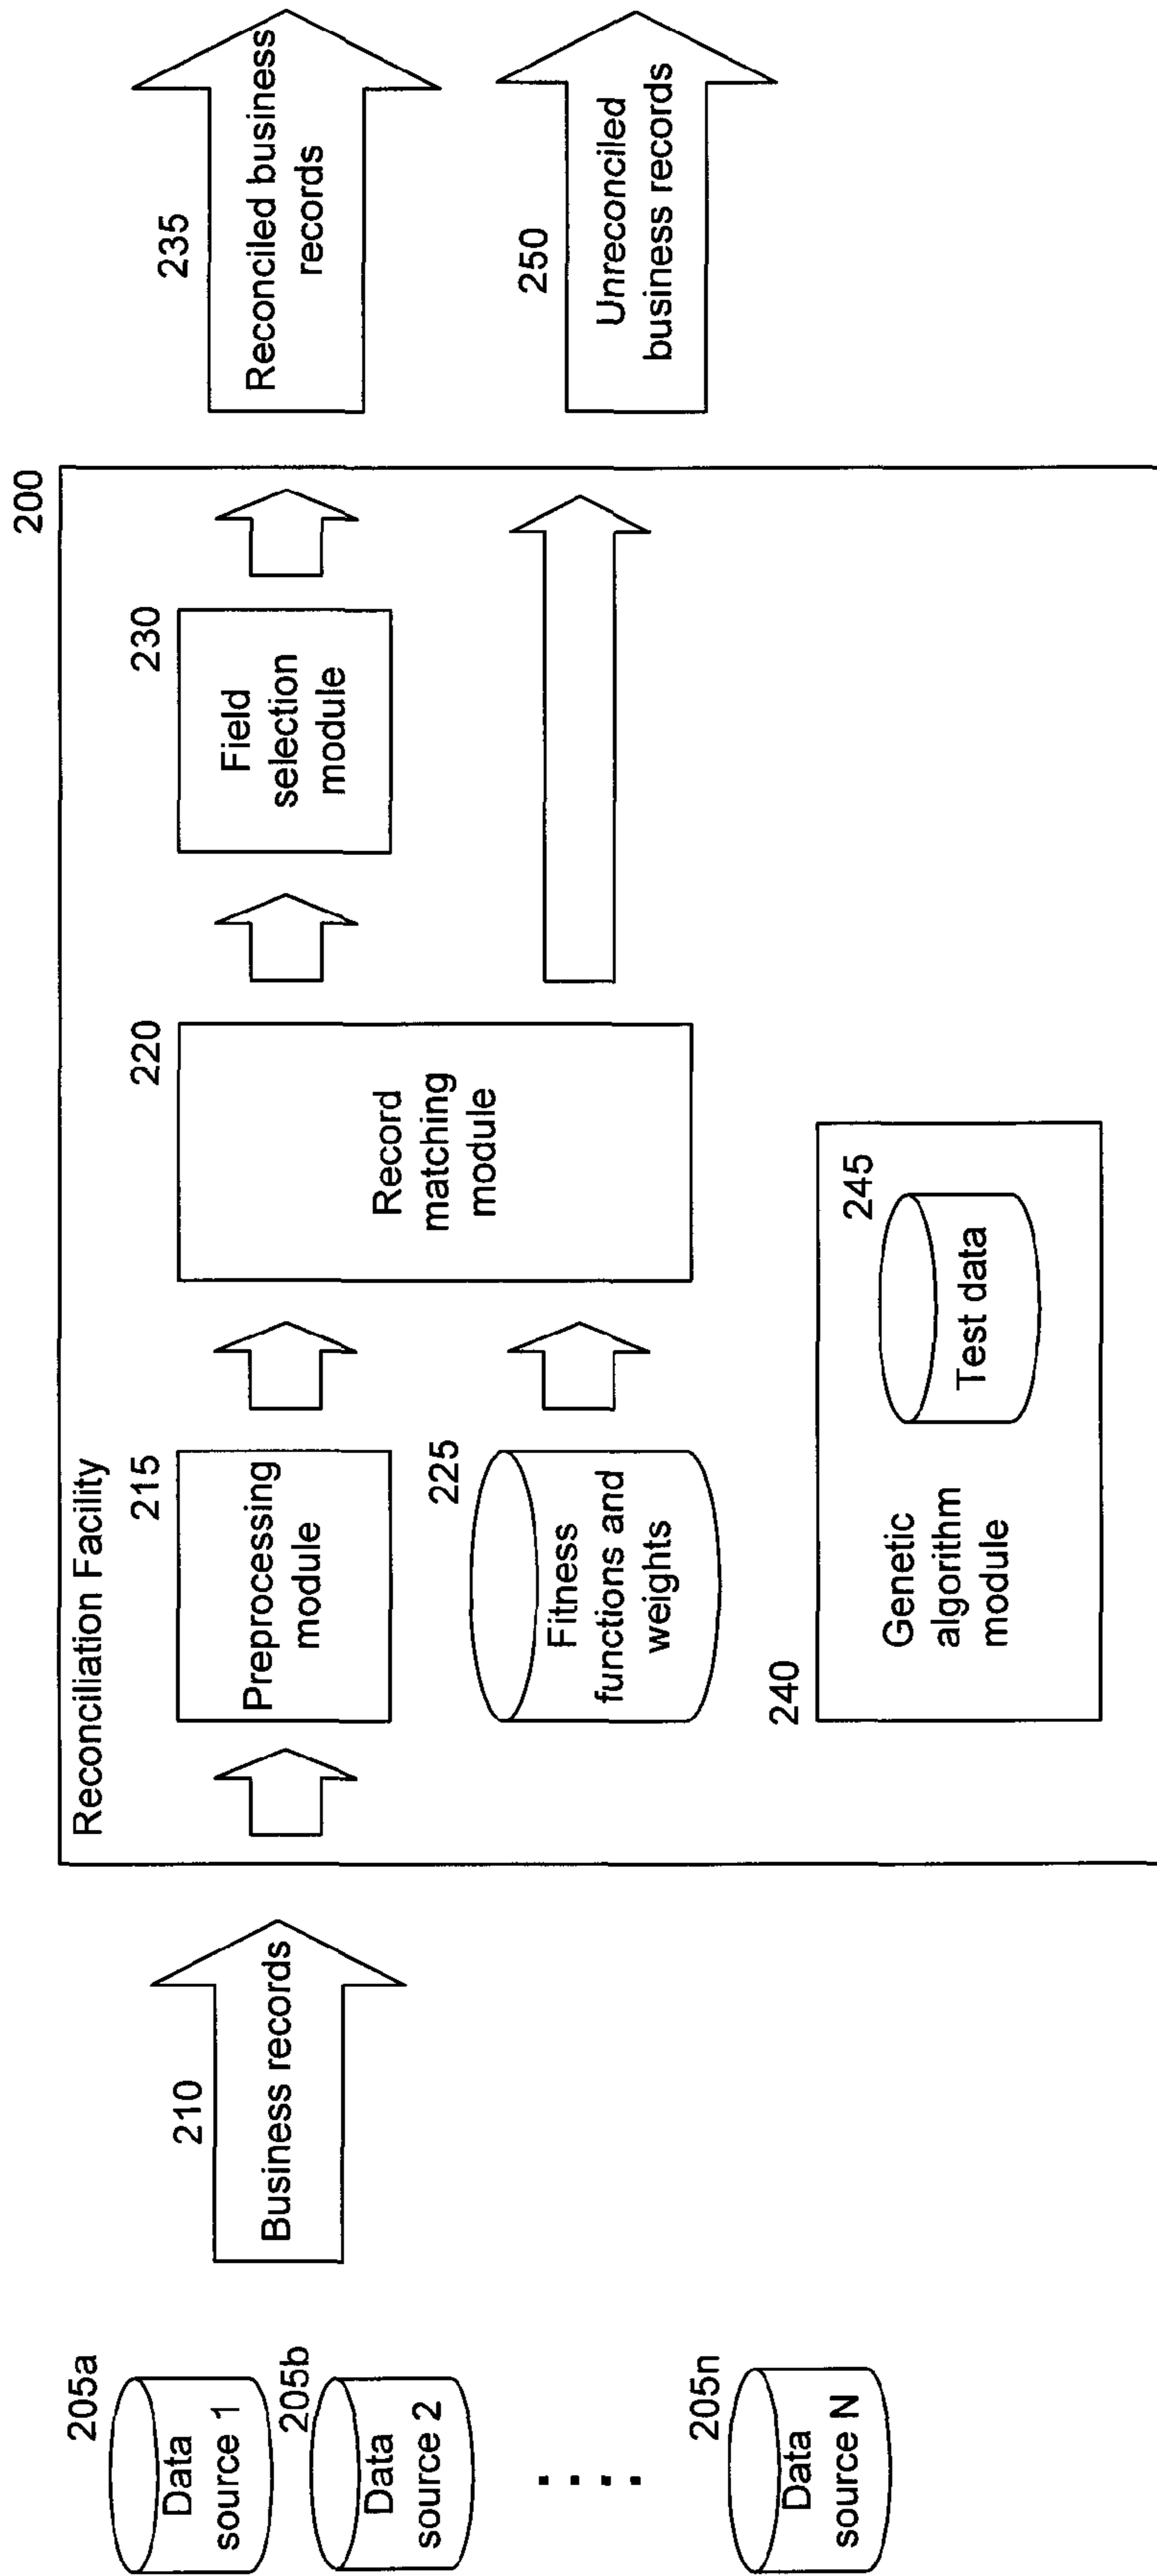 205a
Data
source 1
205b
Data
source 2
. . . .
205n
Data
source N
210
Business records
200
Reconciliation Facility
215
Preprocessing
module
225
Fitness
functions and
weights
240
Genetic
algorithm
module
245
Test data
220
Record
matching
module
230
Field
selection
module
235
Reconciled business
records
250
Unreconciled
business records